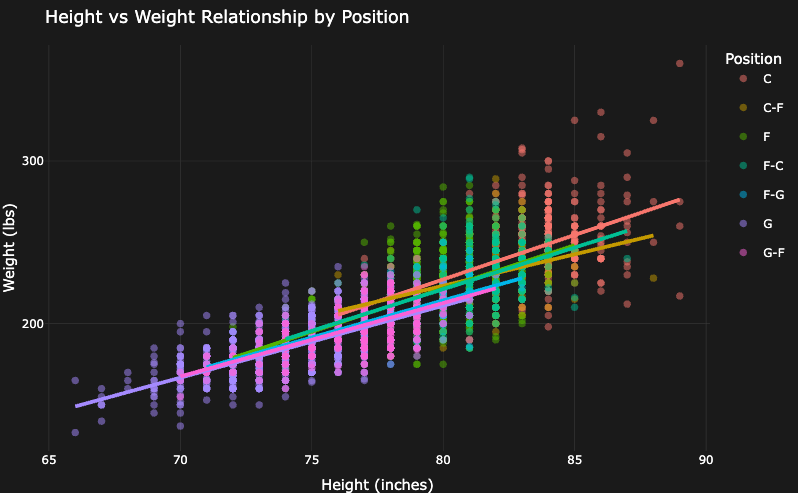 Height vs Weight Relationship by Position
Position
C
C-F
F
F-C
F-G
G
G-F
300
200
Weight (lbs)
65 70 75 80 85 90
Height (inches)